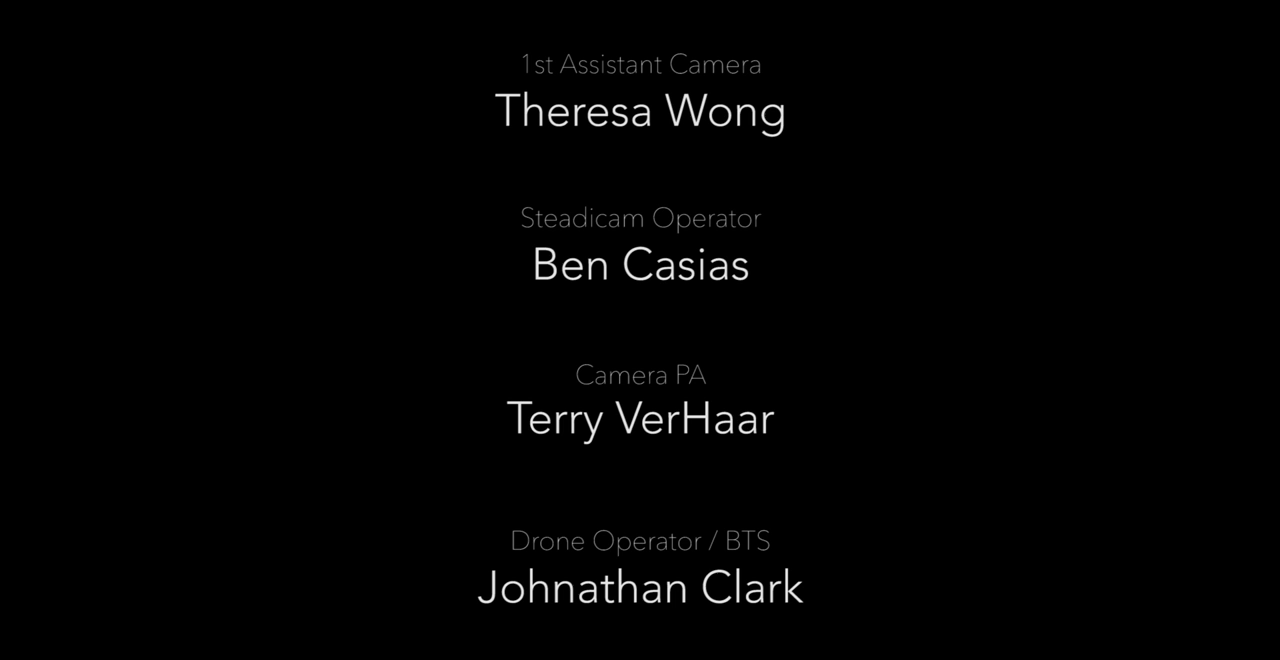 1st Assistant Camera
Theresa Wong
Steadicam Operator
Ben Casias
Camera PA
Terry VerHaar
Drone Operator / BTS
Johnathan Clark